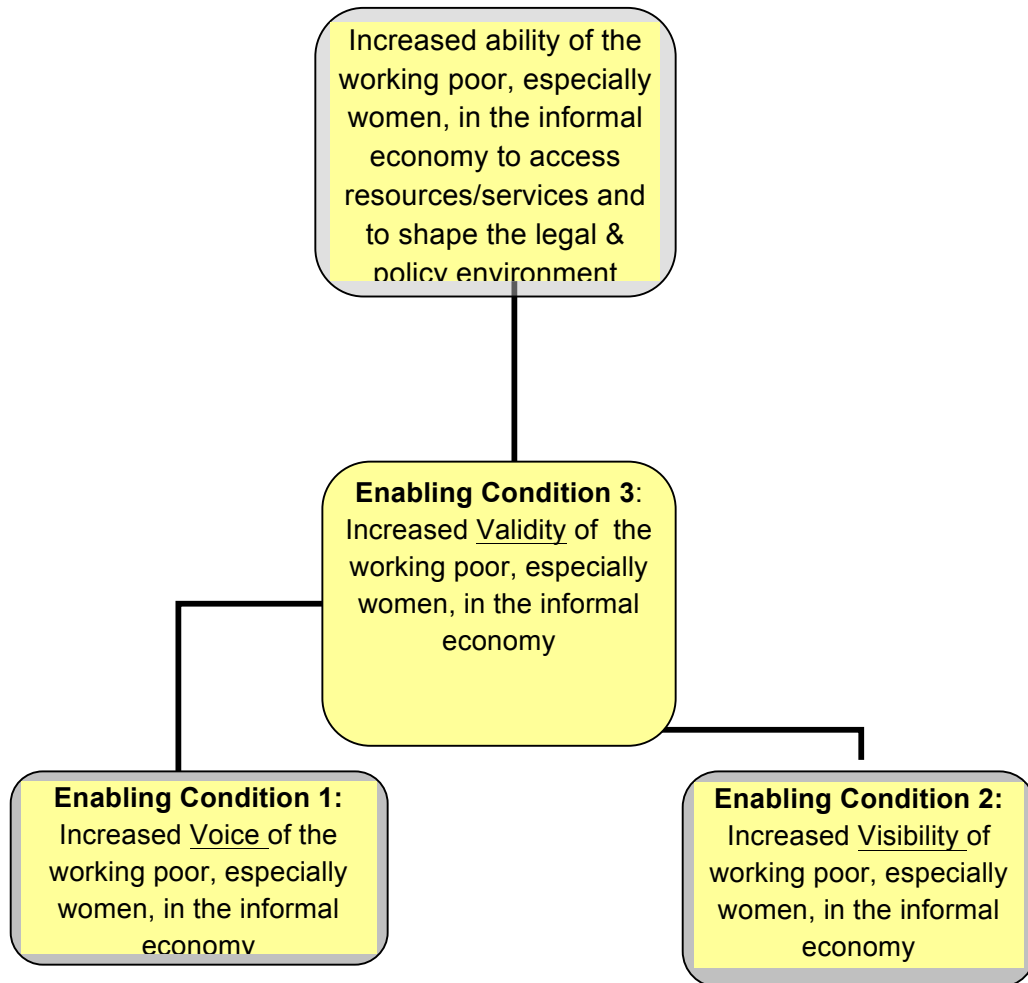 Increased ability of the
working poor, especially
women, in the informal
economy to access
resources/services and
to shape the legal &
policy environment
Enabling Condition 3:
Increased Validity of the
working poor, especially
women, in the informal
economy
Enabling Condition 1:
Increased Voice of the
working poor, especially
women, in the informal
economy
Enabling Condition 2:
Increased Visibility of
working poor, especially
women, in the informal
economy